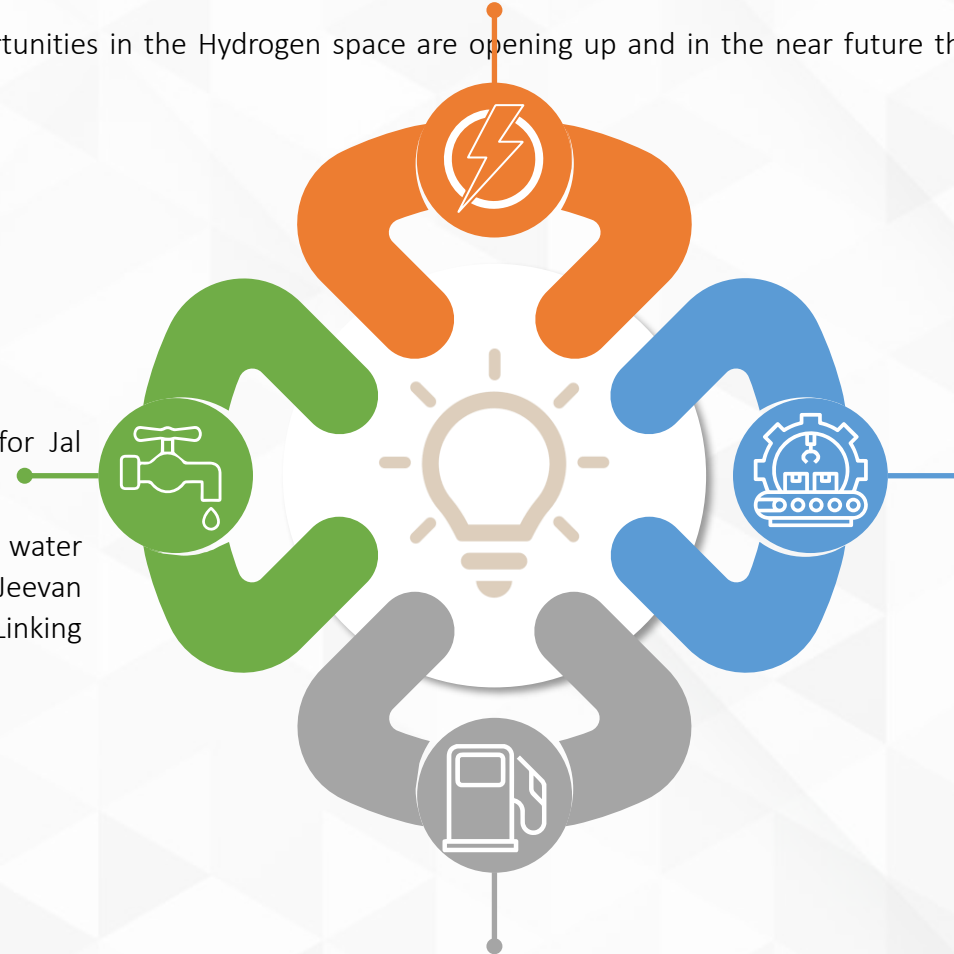 rtunities in the Hydrogen space are opening up and in the near future th
for Jal
water
Jeevan
Linking